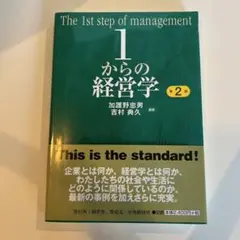 The 1st step of management
1
からの
経営学
第2版
加護野忠男
吉村典久
編著
This is the standard!
企業とは何か、経営学とは何か、
わたしたちの社会や生活に
どのように関係しているのか。
最新の事例を加えさらに充実。